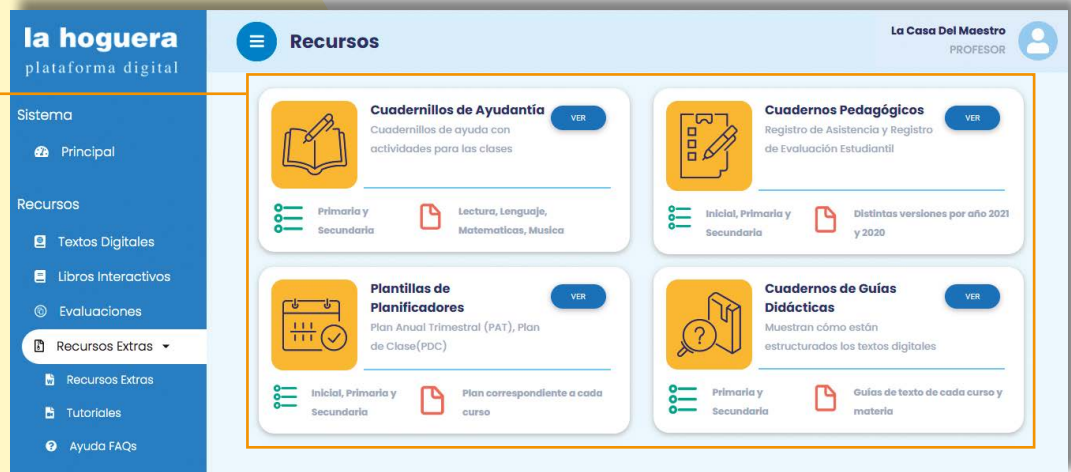 la hoguera
plataforma digital
Sistema
Principal
Recursos
Textos Digitales
Libros Interactivos
Evaluaciones
Recursos Extras
Recursos Extras
Tutoriales
Ayuda FAQs
Recursos
La Casa Del Maestro
PROFESOR
Cuadernillos de Ayudantía
VER
Cuadernillos de ayuda con
actividades para las clases
Primaria y
Secundaria
Lectura, Lenguaje,
Matematicas, Musica
Cuadernos Pedagógicos
VER
Registro de Asistencia y Registro
de Evaluación Estudiantil
Inicial, Primaria y
Secundaria
Distintas versiones por año 2021
y 2020
Plantillas de
Planificadores
VER
Plan Anual Trimestral (PAT), Plan
de Clase(PDC)
Inicial, Primaria y
Secundaria
Plan correspondiente a cada
curso
Cuadernos de Guías
Didácticas
VER
Muestran cómo están
estructurados los textos digitales
Primaria y
Secundaria
Guías de texto de cada curso y
materia